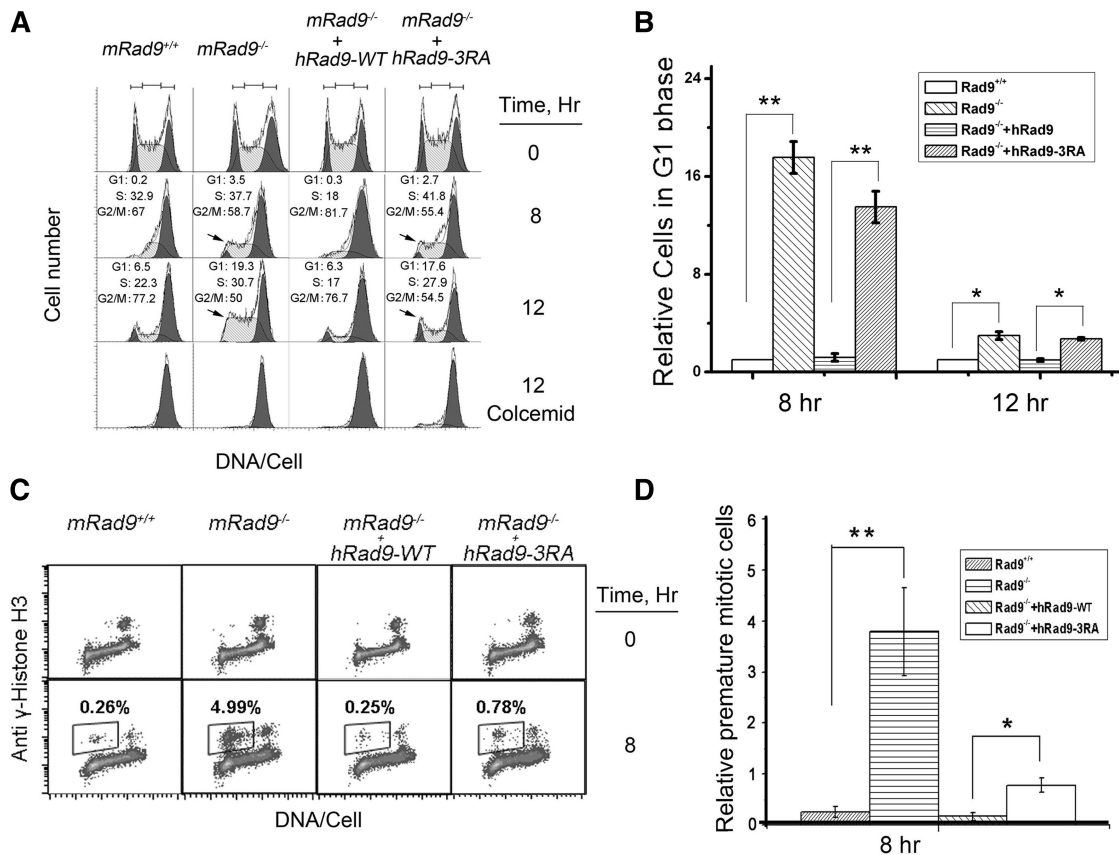 A
mRad9+/+
mRad9-/-
mRad9-/-
+
hRad9-WT
mRad9-/-
+
hRad9-3RA
Time, Hr
0
G1: 0.2
S: 32.9
G2/M: 67
G1: 3.5
S: 37.7
G2/M: 58.7
G1: 0.3
S: 18
G2/M: 81.7
G1: 2.7
S: 41.8
G2/M: 55.4
8
G1: 6.5
S: 22.3
G2/M: 77.2
G1: 19.3
S: 30.7
G2/M: 50
G1: 6.3
S: 17
G2/M: 76.7
G1: 17.6
S: 27.9
G2/M: 54.5
12
12
Colcemid
Cell number
DNA/Cell
B
Relative Cells in G1 phase
24
16
8
0
Rad9+/+
Rad9-/-
Rad9-/-+hRad9
Rad9-/-+hRad9-3RA
**
**
*
*
8 hr
12 hr
C
mRad9+/+
mRad9-/-
mRad9-/-
+
hRad9-WT
mRad9-/-
+
hRad9-3RA
Time, Hr
0
0.26%
4.99%
0.25%
0.78%
8
Anti γ-Histone H3
DNA/Cell
D
Relative premature mitotic cells
6
5
4
3
2
1
0
Rad9+/+
Rad9-/-
Rad9-/-+hRad9-WT
Rad9-/-+hRad9-3RA
**
*
8 hr